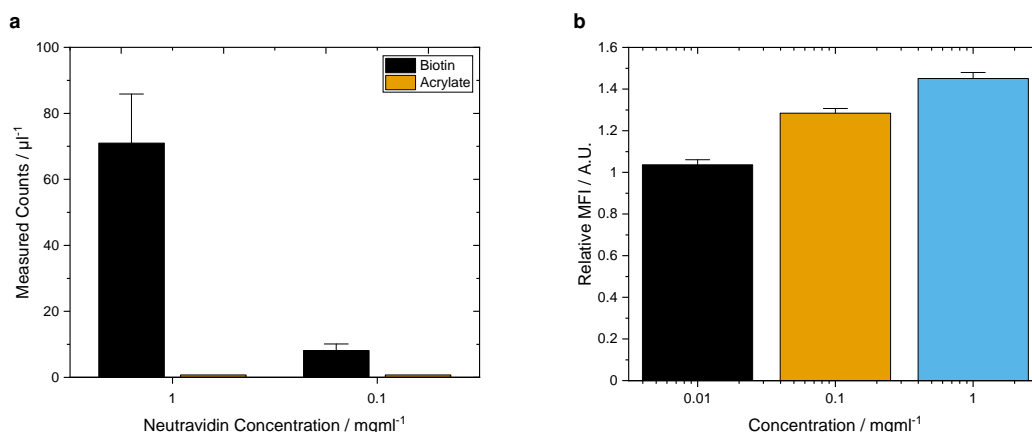 a
100
80
60
40
20
0
Measured Counts / µl⁻¹
Biotin
Acrylate
1
0.1
Neutravidin Concentration / mgml⁻¹
b
1.6
1.4
1.2
1
0.8
0.6
0.4
0.2
0
Relative MFI / A.U.
0.01
0.1
1
Concentration / mgml⁻¹